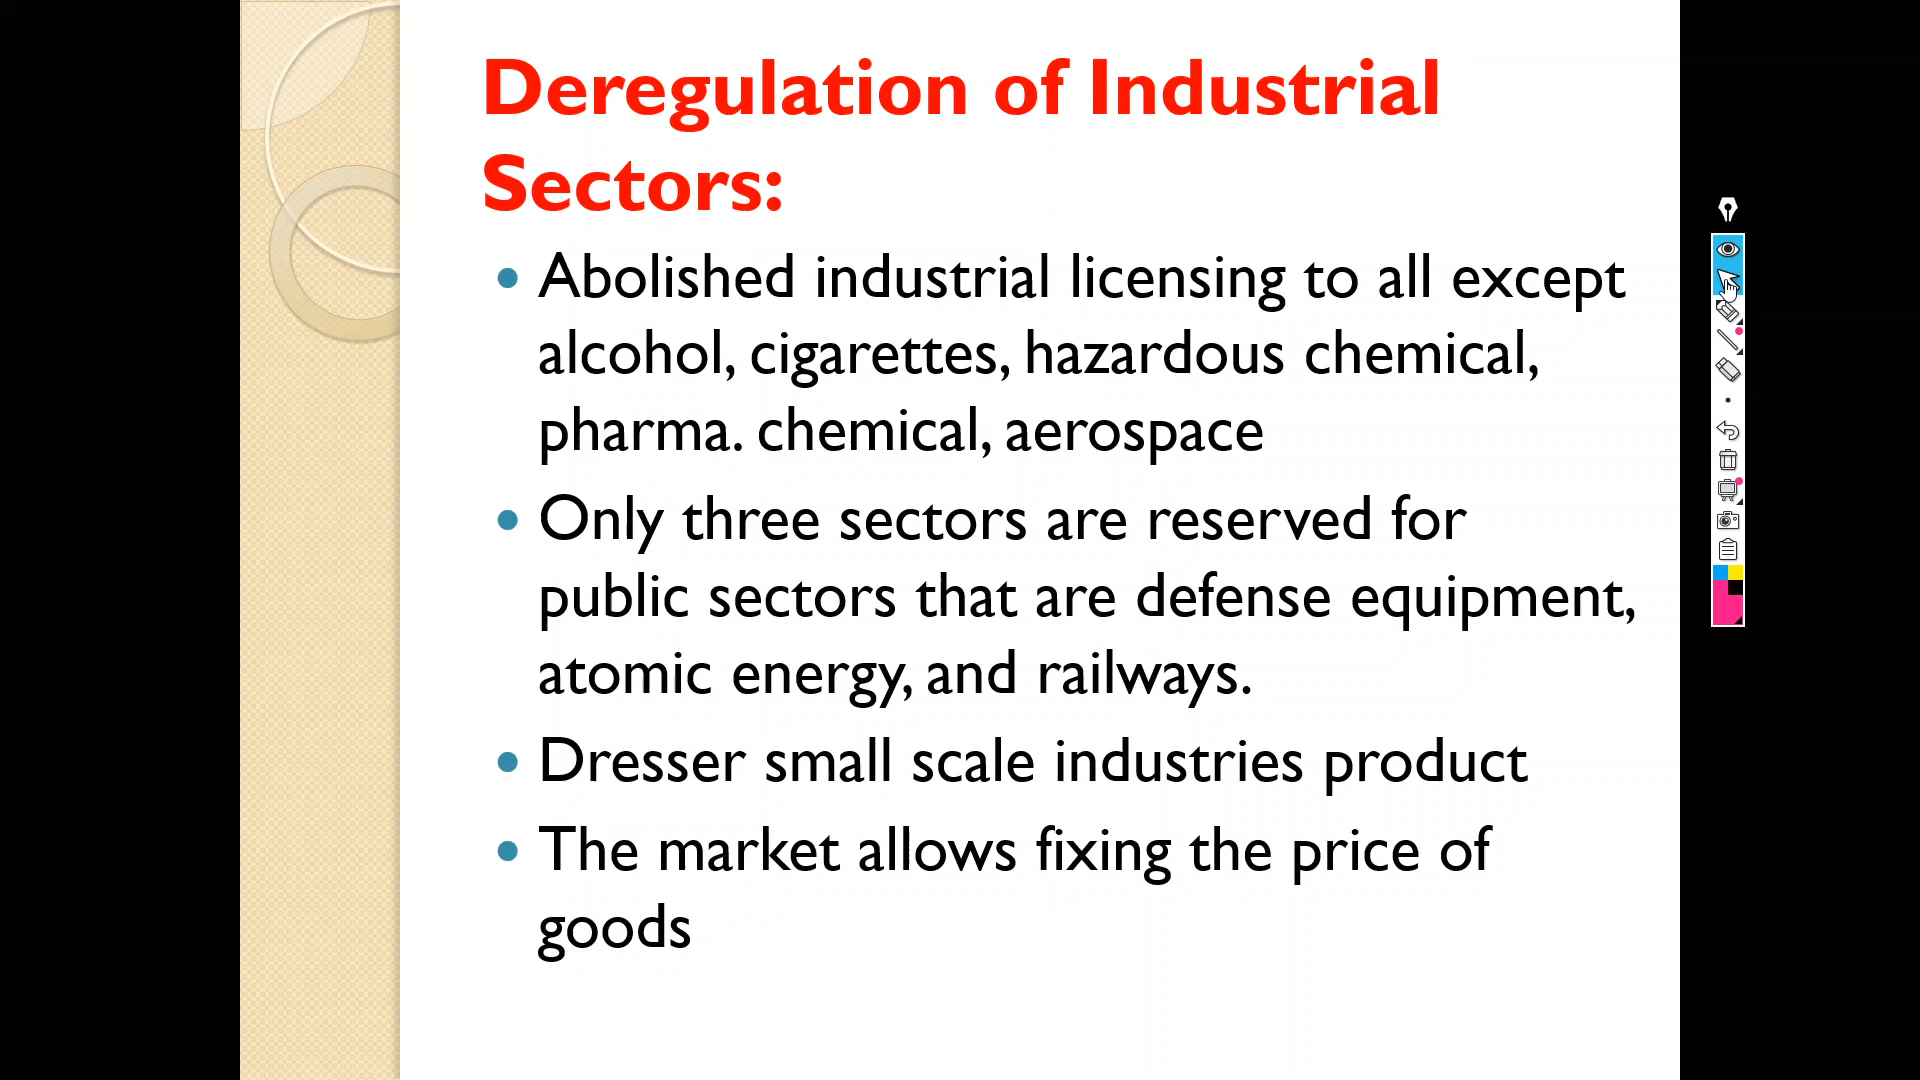 Deregulation of Industrial
Sectors:
Abolished industrial licensing to all except
alcohol, cigarettes, hazardous chemical,
pharma. chemical, aerospace
Only three sectors are reserved for
public sectors that are defense equipment,
atomic energy, and railways.
Dresser small scale industries product
The market allows fixing the price of
goods